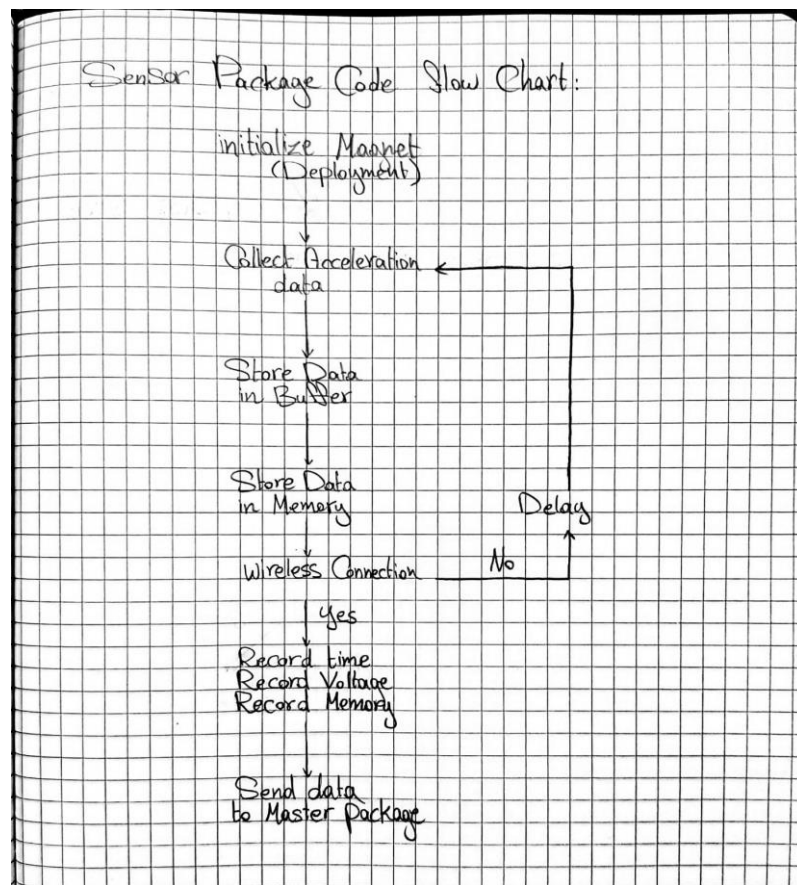 Sensor Package Code Flow Chart:
initialize Magnet
(Deployment)
Collect Acceleration
data
Store Data
in Buffer
Store Data
in Memory
Delay
Wireless Connection
No
Yes
Record time
Record Voltage
Record Memory
Send data
to Master Package